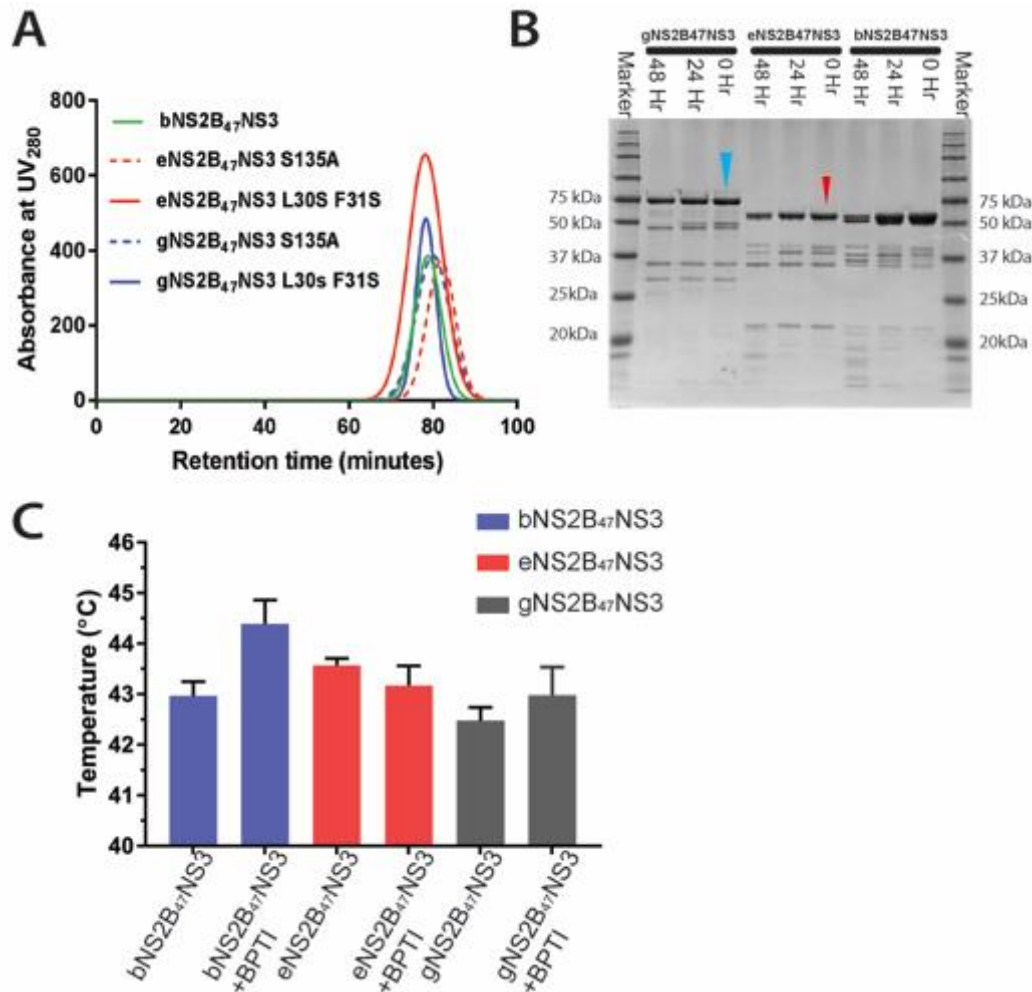 A
800
600
400
200
0
Absorbance at UV280
bNS2B47NS3
eNS2B47NS3 S135A
eNS2B47NS3 L30S F31S
gNS2B47NS3 S135A
gNS2B47NS3 L30s F31S
0 20 40 60 80 100
Retention time (minutes)
B
gNS2B47NS3 eNS2B47NS3 bNS2B47NS3
Marker 48 Hr 24 Hr 0 Hr 48 Hr 24 Hr 0 Hr 48 Hr 24 Hr 0 Hr Marker
75 kDa 75 kDa
50 kDa 50 kDa
37 kDa 37 kDa
25kDa 25kDa
20kDa 20kDa
C
46
45
44
43
42
41
40
Temperature (°C)
bNS2B47NS3
eNS2B47NS3
gNS2B47NS3
bNS2B47NS3
bNS2B47NS3
+BPTI
eNS2B47NS3
eNS2B47NS3
+BPTI
gNS2B47NS3
gNS2B47NS3
+BPTI